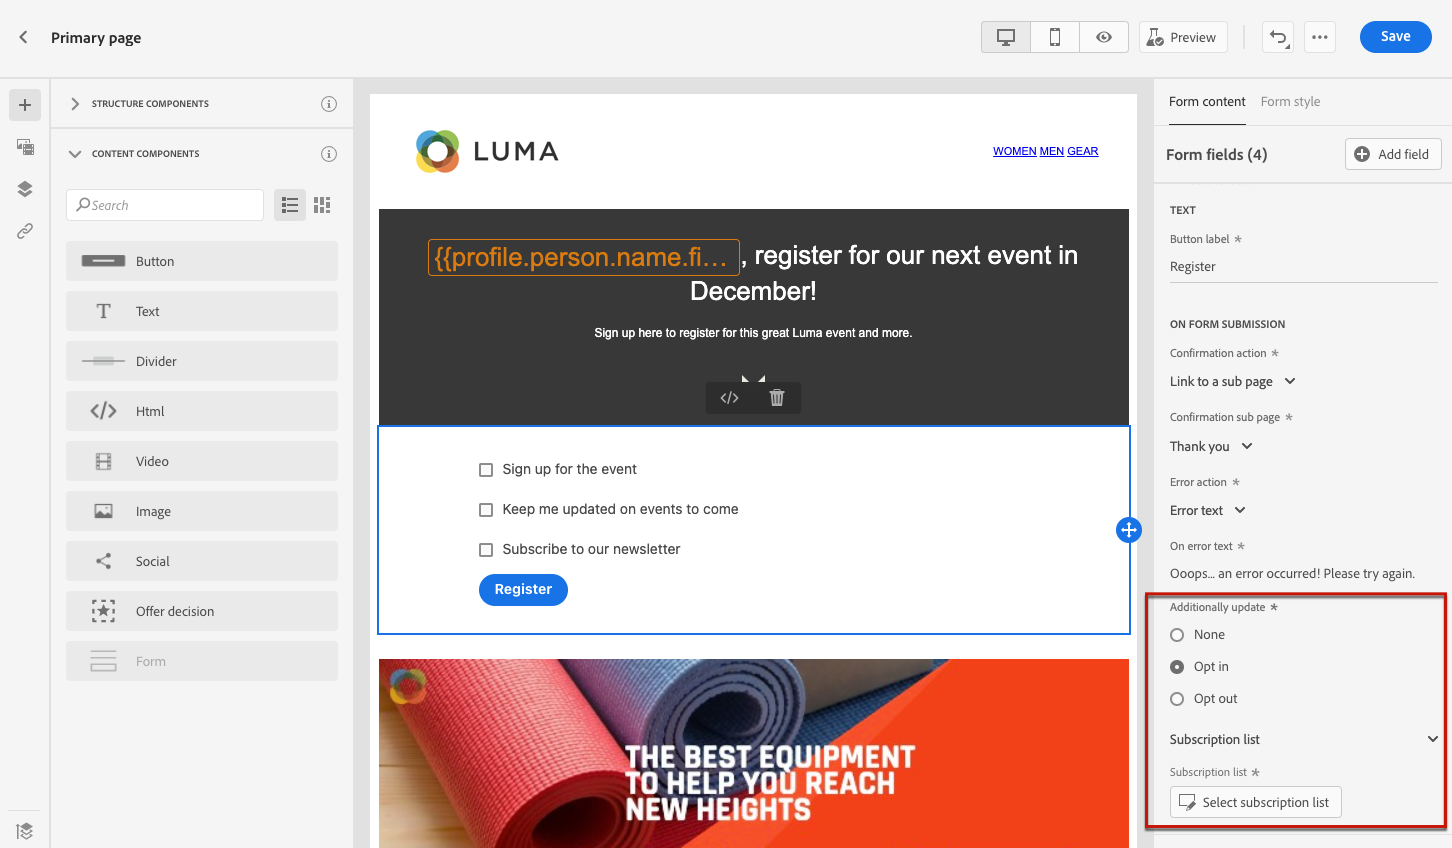 Primary page
Preview
Save
STRUCTURE COMPONENTS
CONTENT COMPONENTS
Search
Button
Text
Divider
Html
Video
Image
Social
Offer decision
Form
LUMA
WOMEN MEN GEAR
{{profile.person.name.fi... , register for our next event in
December!
Sign up here to register for this great Luma event and more.
Sign up for the event
Keep me updated on events to come
Subscribe to our newsletter
Register
THE BEST EQUIPMENT
TO HELP YOU REACH
NEW HEIGHTS
Form content Form style
Form fields (4)
Add field
TEXT
Button label *
Register
ON FORM SUBMISSION
Confirmation action *
Link to a sub page
Confirmation sub page *
Thank you
Error action *
Error text
On error text *
Ooops... an error occurred! Please try again.
Additionally update *
None
Opt in
Opt out
Subscription list
Subscription list *
Select subscription list